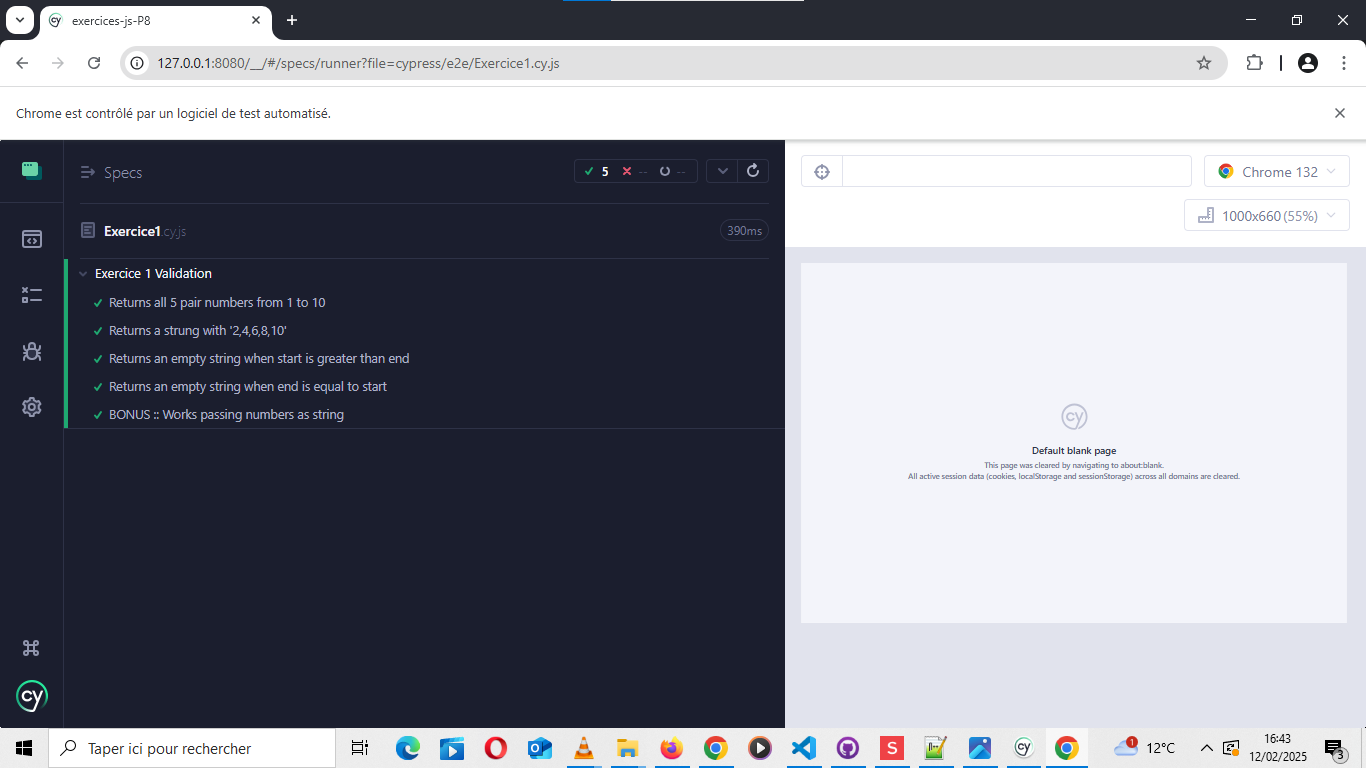 exercices-js-P8
127.0.0.1:8080/__/#/specs/runner?file=cypress/e2e/Exercice1.cy.js
Chrome est contrôlé par un logiciel de test automatisé.
Specs
5 -- --
Chrome 132
1000x660 (55%)
Exercice1.cy.js
390ms
Exercice 1 Validation
Returns all 5 pair numbers from 1 to 10
Returns a strung with '2,4,6,8,10'
Returns an empty string when start is greater than end
Returns an empty string when end is equal to start
BONUS :: Works passing numbers as string
cy
Default blank page
This page was cleared by navigating to about:blank.
All active session data (cookies, localStorage and sessionStorage) across all domains are cleared.
cy
Taper ici pour rechercher
S
cy
1
12°C
16:43
12/02/2025
3